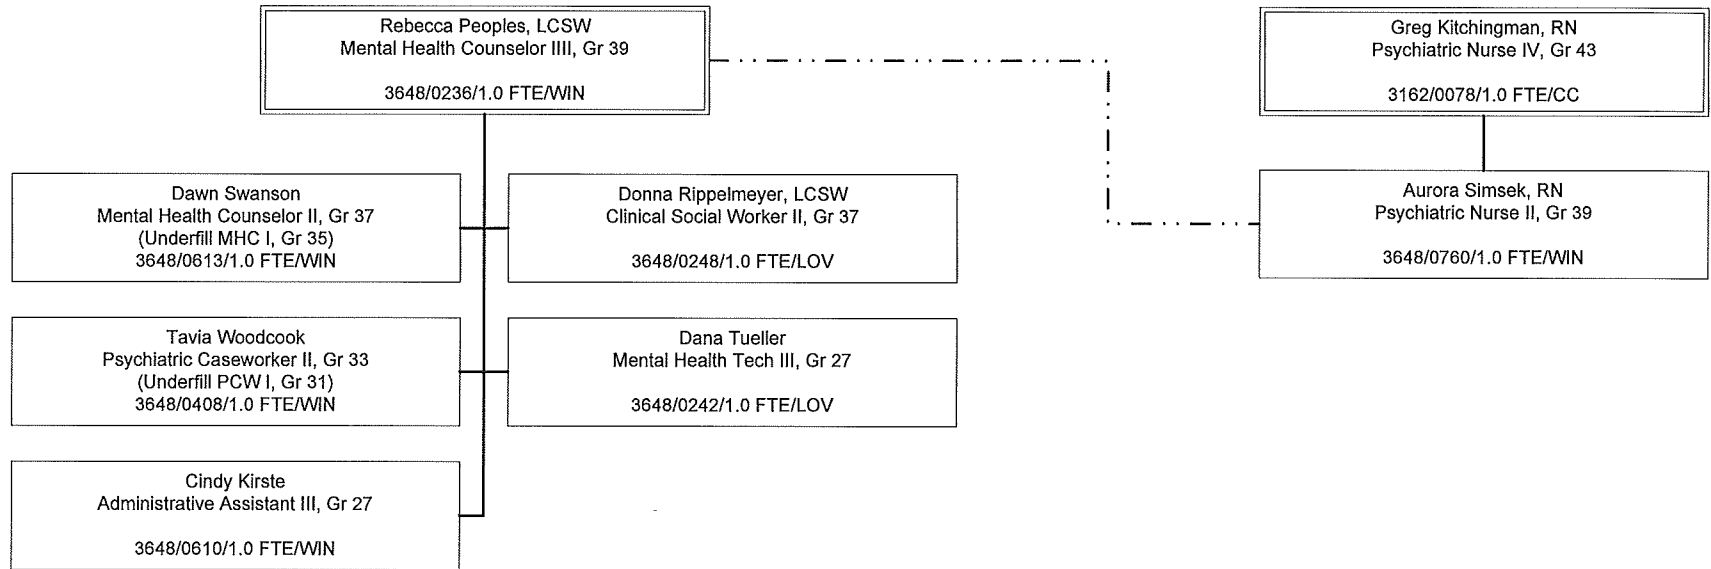 Rebecca Peoples, LCSW
Mental Health Counselor IIII, Gr 39
3648/0236/1.0 FTE/WIN
Greg Kitchingman, RN
Psychiatric Nurse IV, Gr 43
3162/0078/1.0 FTE/CC
Dawn Swanson
Mental Health Counselor II, Gr 37
(Underfill MHC I, Gr 35)
3648/0613/1.0 FTE/WIN
Donna Rippelmeyer, LCSW
Clinical Social Worker II, Gr 37
3648/0248/1.0 FTE/LOV
Aurora Simsek, RN
Psychiatric Nurse II, Gr 39
3648/0760/1.0 FTE/WIN
Tavia Woodcook
Psychiatric Caseworker II, Gr 33
(Underfill PCW I, Gr 31)
3648/0408/1.0 FTE/WIN
Dana Tueller
Mental Health Tech III, Gr 27
3648/0242/1.0 FTE/LOV
Cindy Kirste
Administrative Assistant III, Gr 27
3648/0610/1.0 FTE/WIN